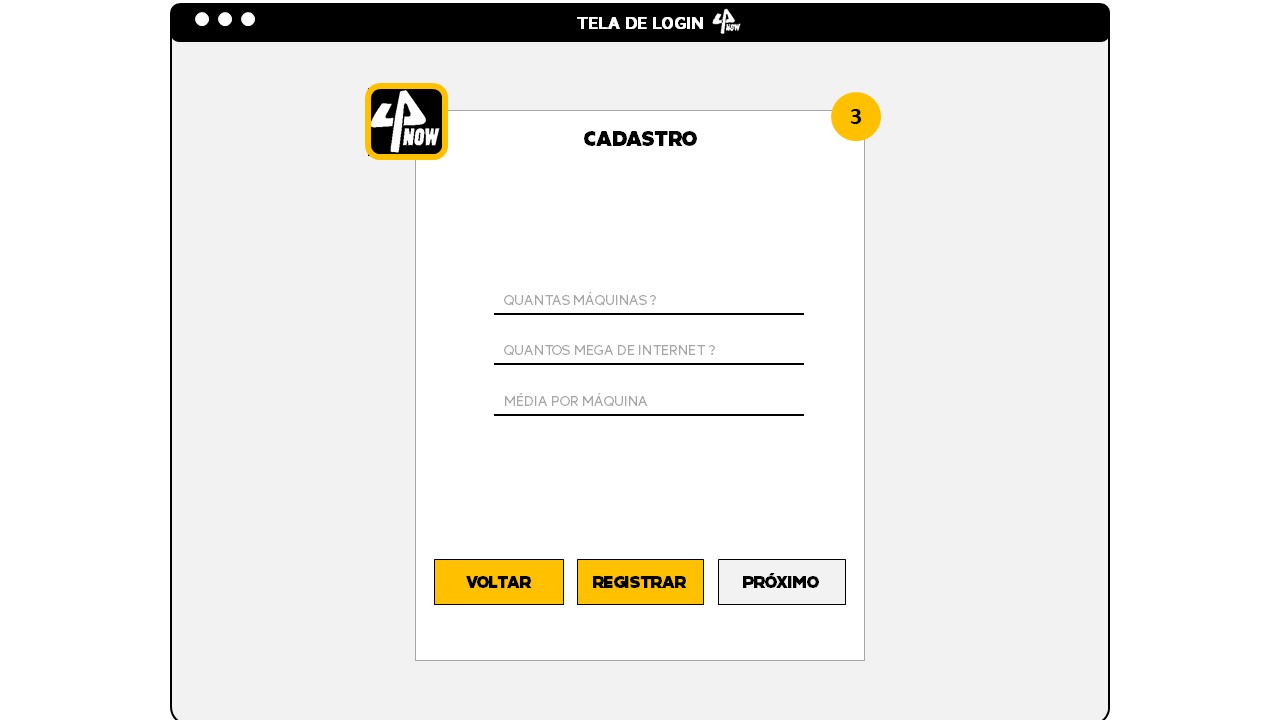 TELA DE LOGIN 4P NOW
4P NOW
3
CADASTRO
QUANTAS MÁQUINAS ?
QUANTOS MEGA DE INTERNET ?
MÉDIA POR MÁQUINA
VOLTAR REGISTRAR PRÓXIMO